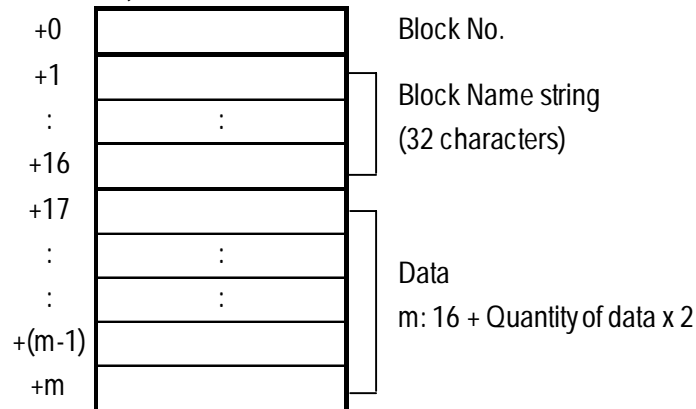 +0 Block No.
+1
Block Name string
: :
(32 characters)
+16
+17
: :
Data
: :
m: 16 + Quantity of data x 2
+(m-1)
+m